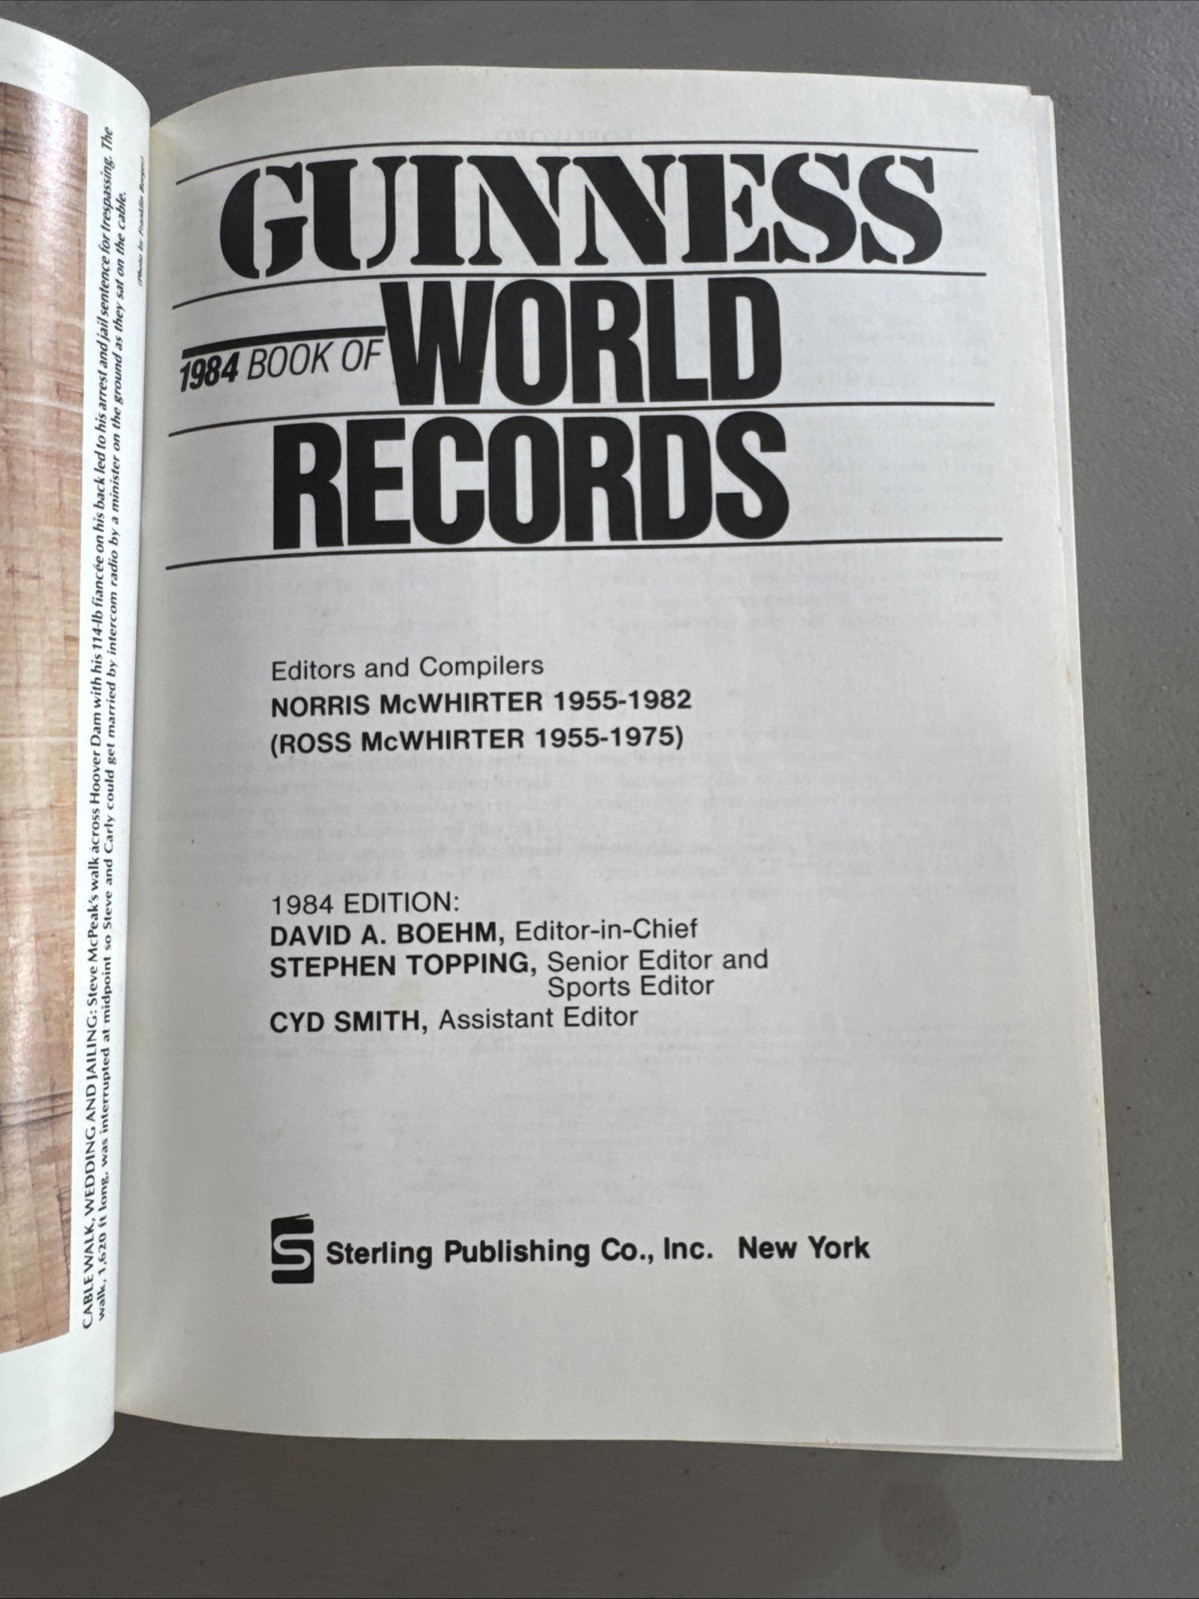 CABLE WALK, WEDDING AND JAILING: Steve McPeak's walk across Hoover Dam with his 114-lb fiancée on his back led to his arrest and jail sentence for trespassing. The
walk, 1,620 ft long, was interrupted at midpoint so Steve and Carly could get married by intercom radio by a minister on the ground as they sat on the cable.
(Photo by Franklin Berger)
GUINNESS
1984 BOOK OF WORLD
RECORDS
Editors and Compilers
NORRIS McWHIRTER 1955-1982
(ROSS McWHIRTER 1955-1975)
1984 EDITION:
DAVID A. BOEHM, Editor-in-Chief
STEPHEN TOPPING, Senior Editor and
Sports Editor
CYD SMITH, Assistant Editor
S Sterling Publishing Co., Inc. New York